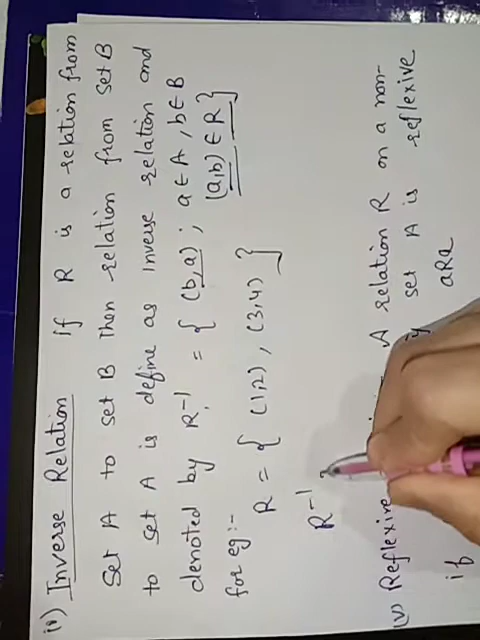 (ii) Inverse Relation if R is a relation from
Set A to set B then relation from set B
to set A is define as inverse relation and
denoted by R⁻¹ = { (b,a) ; a ∈ A , b ∈ B
(a,b) ∈ R }
for eg :-
R = { (1,2) , (3,4) }
R⁻¹
(v) Reflexive A relation R on a non-
set A is reflexive
if aRa